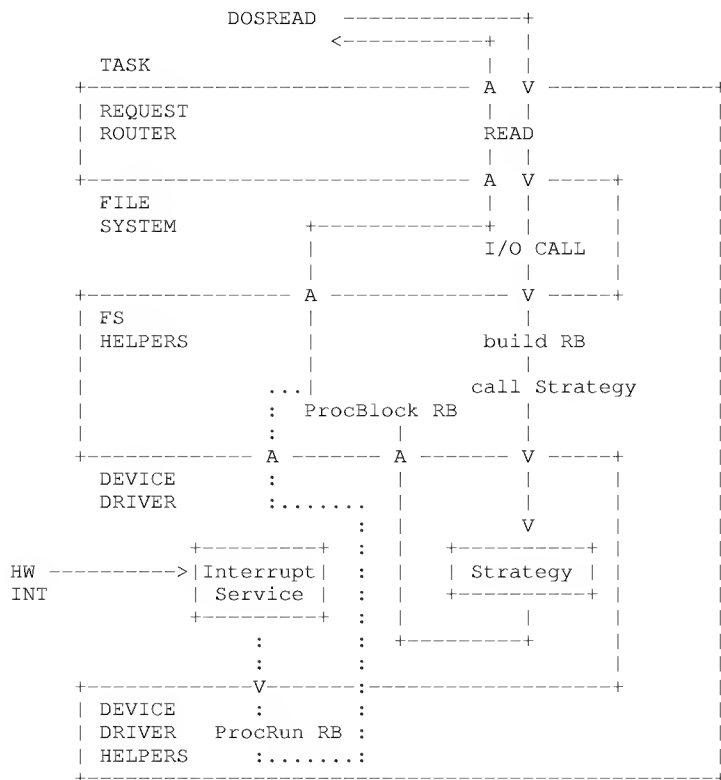 DOSREAD
TASK
REQUEST
ROUTER READ
FILE
SYSTEM
I/O CALL
FS
HELPERS build RB
call Strategy
ProcBlock RB
DEVICE
DRIVER
HW Interrupt Strategy
INT Service
DEVICE
DRIVER ProcRun RB
HELPERS